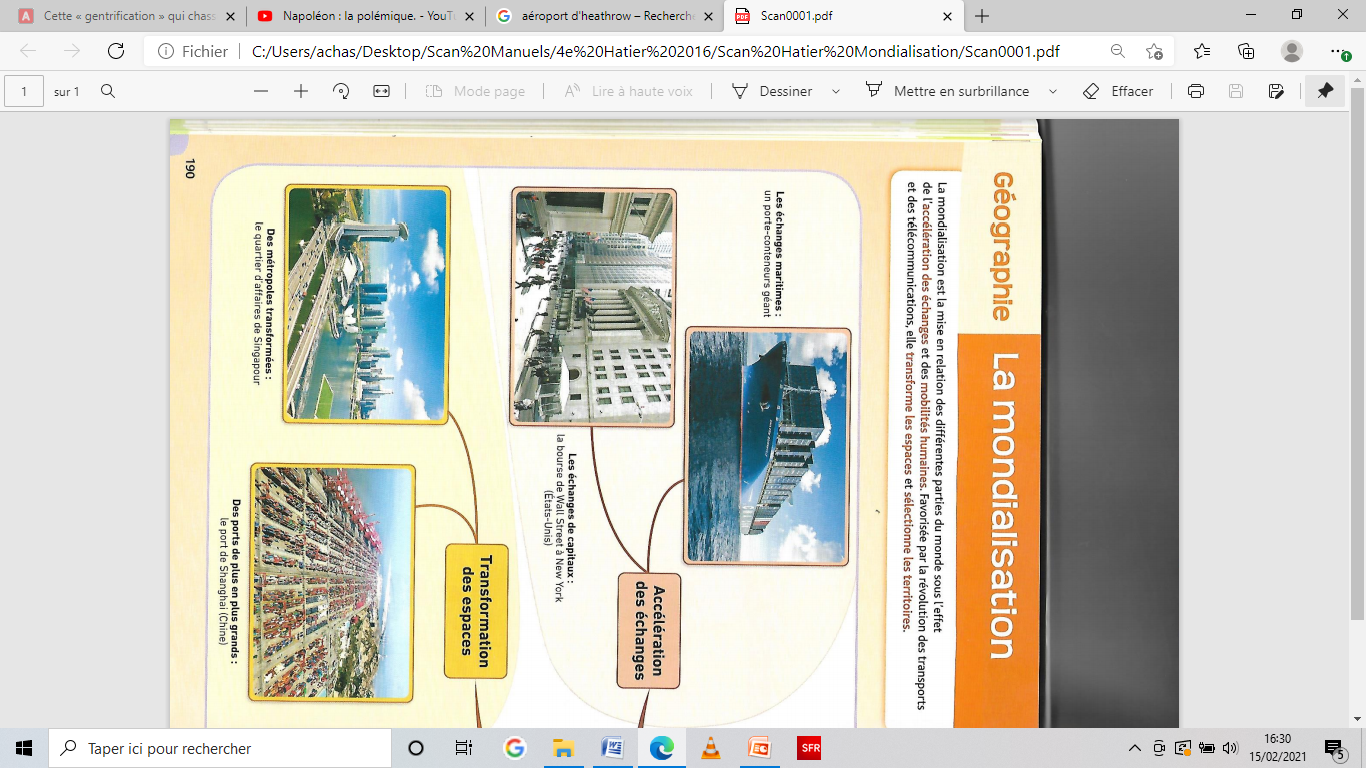 Cette « gentrification » qui chass
Napoléon : la polémique. - YouTu
aéroport d'heathrow – Recherche
Scan0001.pdf
Fichier
C:/Users/achas/Desktop/Scan%20Manuels/4e%20Hatier%202016/Scan%20Hatier%20Mondialisation/Scan0001.pdf
1
sur 1
Mode page
Lire à haute voix
Dessiner
Mettre en surbrillance
Effacer
Géographie
La mondialisation
La mondialisation est la mise en relation des différentes parties du monde sous l'effet
de l'accélération des échanges et des mobilités humaines. Favorisée par la révolution des transports
et des télécommunications, elle transforme les espaces et sélectionne les territoires.
Les échanges maritimes :
un porte-conteneurs géant
Accélération
des échanges
Les échanges de capitaux :
la bourse de Wall Street à New York
(États-Unis)
Transformation
des espaces
Des métropoles transformées :
le quartier d'affaires de Singapour
Des ports de plus en plus grands :
le port de Shanghai (Chine)
190
Taper ici pour rechercher
SFR
16:30
15/02/2021
5